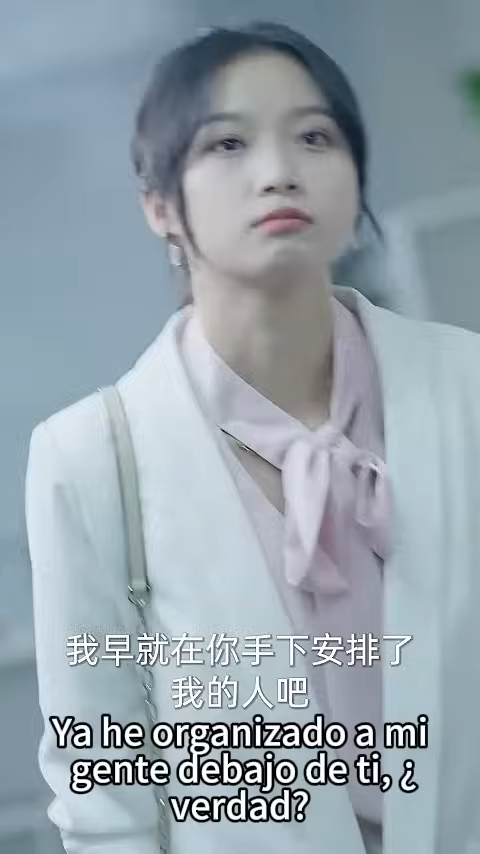 我早就在你手下安排了
我的人吧
Ya he organizado a mi
gente debajo de ti, ¿
verdad?